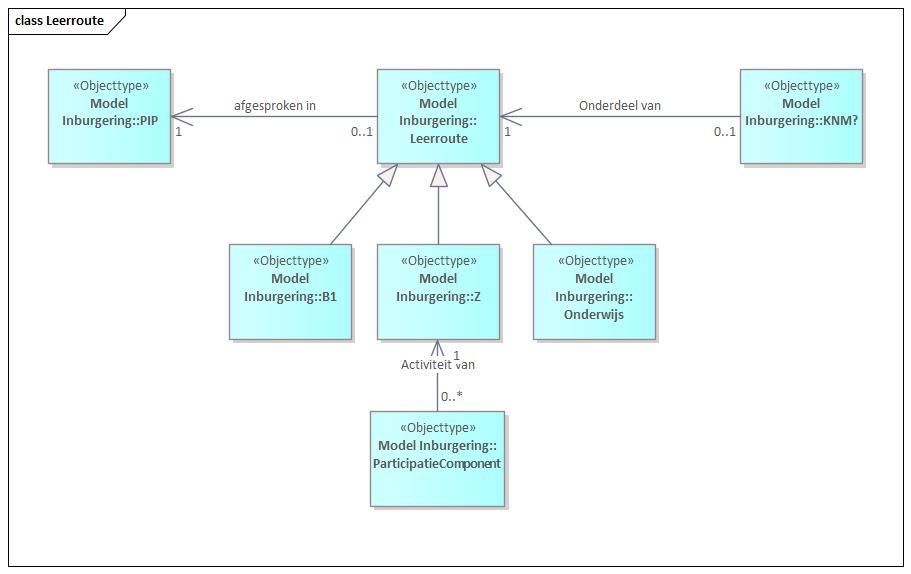 class Leerroute
«Objecttype»
Model
Inburgering::PIP
afgesproken in
1
0..1
«Objecttype»
Model
Inburgering::
Leerroute
Onderdeel van
1
0..1
«Objecttype»
Model
Inburgering::KNM?
«Objecttype»
Model
Inburgering::B1
«Objecttype»
Model
Inburgering::Z
«Objecttype»
Model
Inburgering::
Onderwijs
1
Activiteit van
0..*
«Objecttype»
Model Inburgering::
ParticipatieComponent